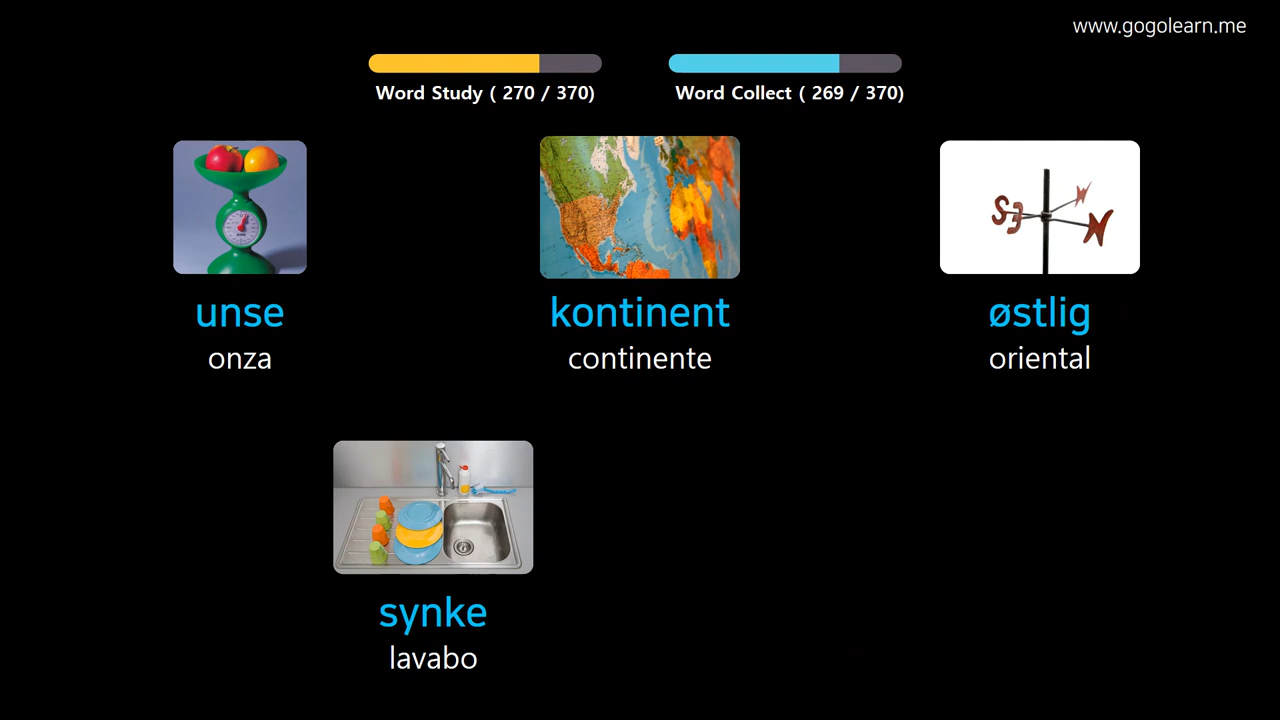 www.gogolearn.me
Word Study ( 270 / 370)
Word Collect ( 269 / 370)
unse
onza
kontinent
continente
østlig
oriental
synke
lavabo